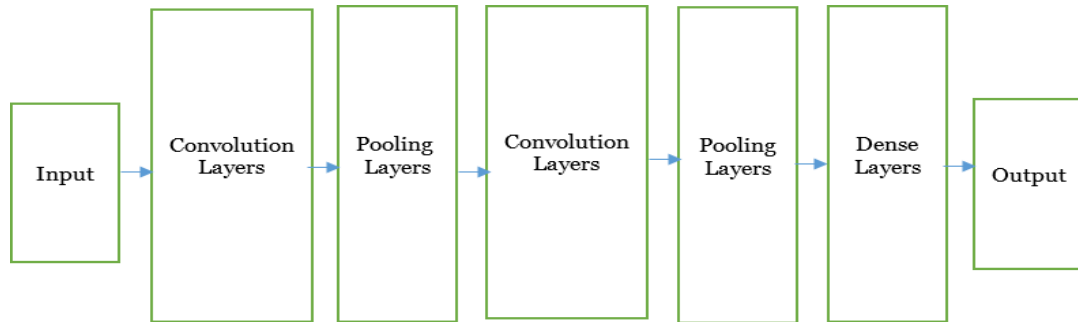 Input
Convolution
Layers
Pooling
Layers
Convolution
Layers
Pooling
Layers
Dense
Layers
Output